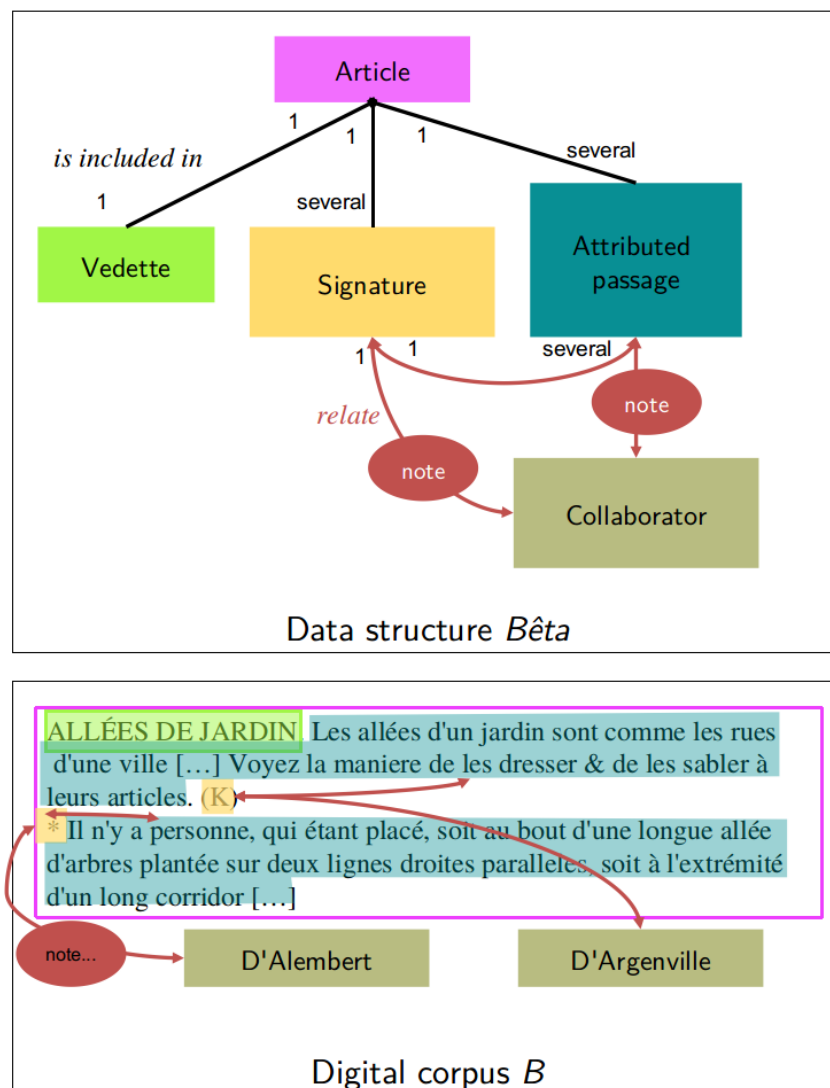 Article
1
1
1
is included in
several
1
several
Vedette
Signature
Attributed
passage
1
1
several
relate
note
note
Collaborator
Data structure Bêta
ALLÉES DE JARDIN. Les allées d'un jardin sont comme les rues
d'une ville […] Voyez la maniere de les dresser & de les sabler à
leurs articles. (K)
* Il n'y a personne, qui étant placé, soit au bout d'une longue allée
d'arbres plantée sur deux lignes droites paralleles, soit à l'extrémité
d'un long corridor […]
note...
D'Alembert
D'Argenville
Digital corpus B